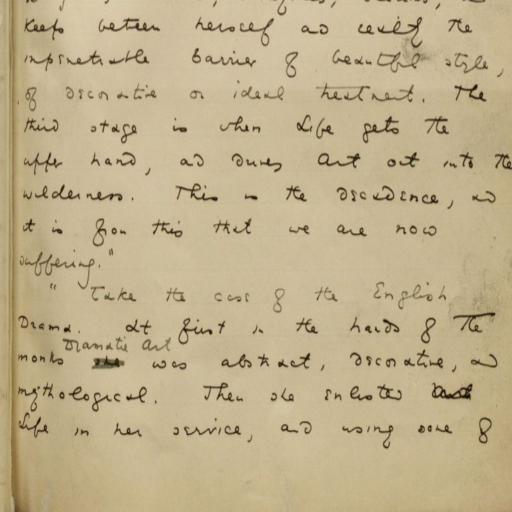 keeps between herself and reality the
impenetrable barrier of beautiful style,
of decorative or ideal treatment. The
third stage is when Life gets the
upper hand, and drives Art out into the
wilderness. This is the decadence, and
it is from this that we are now
suffering."
"Take the case of the English
Drama. At first in the hands of The
Dramatic Art
monks was abstract, decorative, and
mythological. Then she enlisted
Life in her service, and using some of